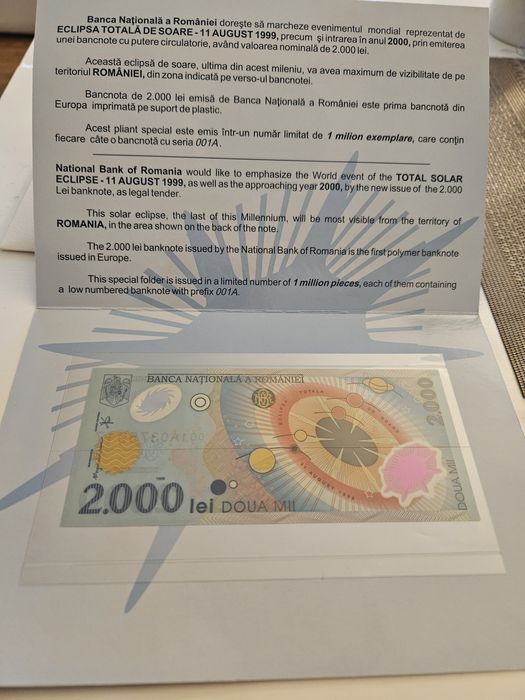 Banca Naţională a României doreşte să marcheze evenimentul mondial reprezentat de
ECLIPSA TOTALĂ DE SOARE - 11 AUGUST 1999, precum şi intrarea în anul 2000, prin emiterea
unei bancnote cu putere circulatorie, având valoarea nominală de 2.000 lei.
Această eclipsă de soare, ultima din acest mileniu, va avea maximum de vizibilitate de pe
teritoriul ROMÂNIEI, din zona indicată pe verso-ul bancnotei.
Bancnota de 2.000 lei emisă de Banca Naţională a României este prima bancnotă din
Europa imprimată pe suport de plastic.
Acest pliant special este emis într-un număr limitat de 1 milion exemplare, care conţin
fiecare câte o bancnotă cu seria 001A.
National Bank of Romania would like to emphasize the World event of the TOTAL SOLAR
ECLIPSE - 11 AUGUST 1999, as well as the approaching year 2000, by the new issue of the 2.000
Lei banknote, as legal tender.
This solar eclipse, the last of this Millennium, will be most visible from the territory of
ROMANIA, in the area shown on the back of the note.
The 2.000 lei banknote issued by the National Bank of Romania is the first polymer banknote
issued in Europe.
This special folder is issued in a limited number of 1 million pieces, each of them containing
a low numbered banknote with prefix 001A.
BANCA NAŢIONALĂ A ROMÂNIEI
2.000
ECLIPSA TOTALĂ DE SOARE
11 AUGUST 1999
2.000 lei DOUĂ MII
DOUĂ MII